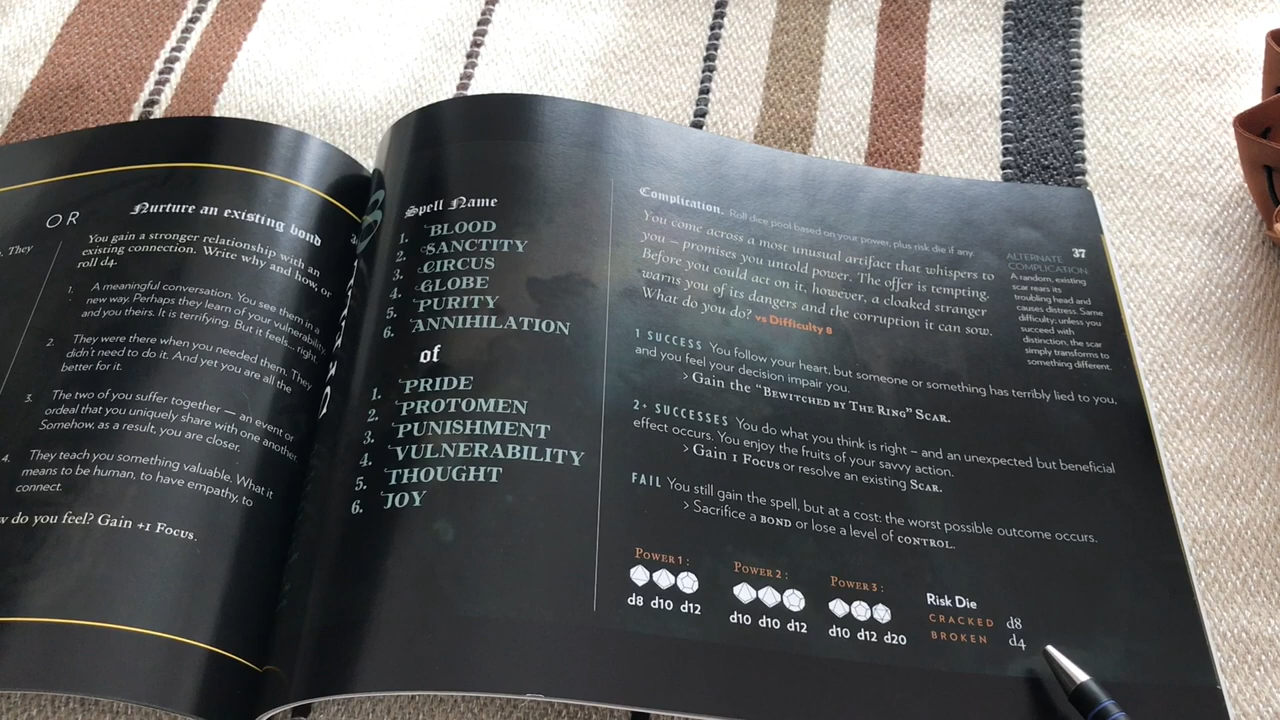 OR
They
Nurture an existing bond
You gain a stronger relationship with an
existing connection. Write why and how, or
roll d4.
1. A meaningful conversation. You see them in a
new way. Perhaps they learn of your vulnerability,
and you theirs. It is terrifying. But it feels... right.
2. They were there when you needed them. They
didn't need to do it. And yet you are all the
better for it.
3. The two of you suffer together — an event or
ordeal that you uniquely share with one another.
Somehow, as a result, you are closer.
4. They teach you something valuable. What it
means to be human, to have empathy, to
connect.
do you feel? Gain +1 Focus.
Spell Name
1. BLOOD
2. SANCTITY
3. CIRCUS
4. GLOBE
5. PURITY
6. ANNIHILATION
of
1. PRIDE
2. PROTOMEN
3. PUNISHMENT
4. VULNERABILITY
5. THOUGHT
6. JOY
Complication. Roll dice pool based on your power, plus risk die if any.
You come across a most unusual artifact that whispers to
you – promises you untold power. The offer is tempting.
Before you could act on it, however, a cloaked stranger
warns you of its dangers and the corruption it can sow.
What do you do? vs Difficulty 8
1 SUCCESS You follow your heart, but someone or something has terribly lied to you,
and you feel your decision impair you.
> Gain the "Bewitched by The Ring" Scar.
2+ SUCCESSES You do what you think is right – and an unexpected but beneficial
effect occurs. You enjoy the fruits of your savvy action.
> Gain 1 Focus or resolve an existing Scar.
FAIL You still gain the spell, but at a cost: the worst possible outcome occurs.
> Sacrifice a BOND or lose a level of CONTROL.
Power 1:
d8 d10 d12
Power 2:
d10 d10 d12
Power 3:
d10 d12 d20
Risk Die
CRACKED d8
BROKEN d4
37
ALTERNATE
COMPLICATION:
A random, existing
scar rears its
troubling head and
causes distress. Same
difficulty; unless you
succeed with
distinction, the scar
simply transforms to
something different.